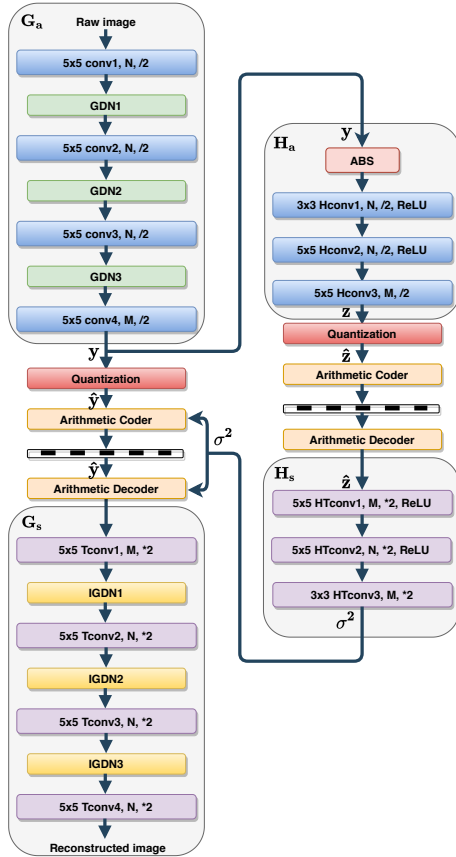 Gₐ
Raw image
5x5 conv1, N, /2
GDN1
5x5 conv2, N, /2
GDN2
5x5 conv3, N, /2
GDN3
5x5 conv4, M, /2
y
Quantization
ŷ
Arithmetic Coder
ŷ
Arithmetic Decoder
σ²
Gₛ
5x5 Tconv1, M, *2
IGDN1
5x5 Tconv2, N, *2
IGDN2
5x5 Tconv3, N, *2
IGDN3
5x5 Tconv4, N, *2
Reconstructed image
y
Hₐ
ABS
3x3 Hconv1, N, /2, ReLU
5x5 Hconv2, N, /2, ReLU
5x5 Hconv3, M, /2
z
Quantization
ẑ
Arithmetic Coder
Arithmetic Decoder
Hₛ
ẑ
5x5 HTconv1, M, *2, ReLU
5x5 HTconv2, N, *2, ReLU
3x3 HTconv3, M, *2
σ²